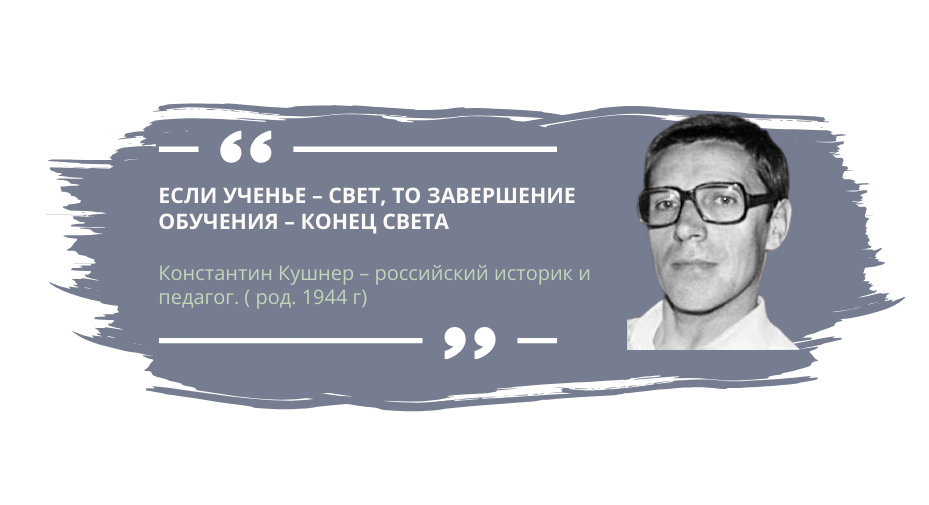 “
ЕСЛИ УЧЕНЬЕ – СВЕТ, ТО ЗАВЕРШЕНИЕ
ОБУЧЕНИЯ – КОНЕЦ СВЕТА
Константин Кушнер – российский историк и
педагог. ( род. 1944 г)
”